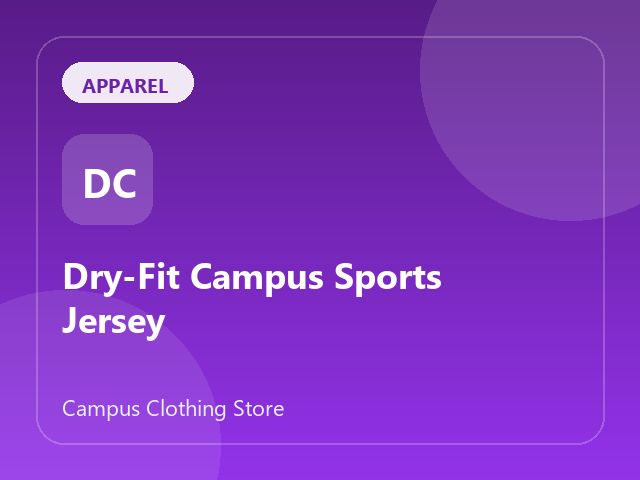 APPAREL
DC
Dry-Fit Campus Sports
Jersey
Campus Clothing Store